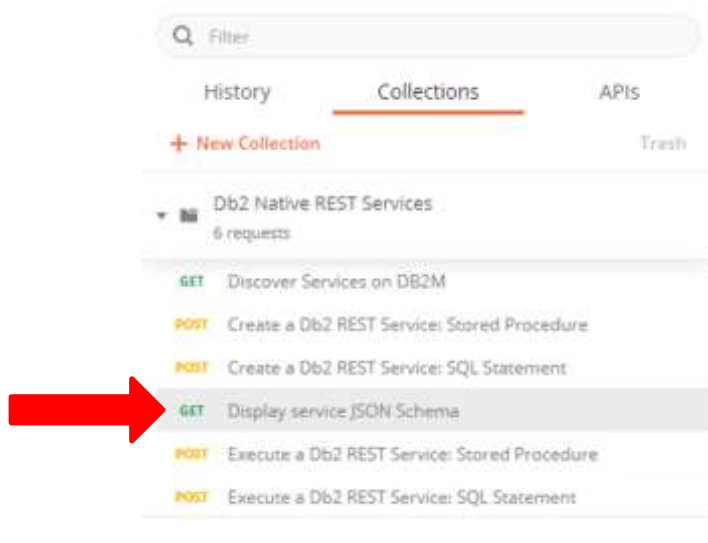 Filter
History Collections APIs
+ New Collection Trash
Db2 Native REST Services
6 requests
GET Discover Services on DB2M
POST Create a Db2 REST Service: Stored Procedure
POST Create a Db2 REST Service: SQL Statement
GET Display service JSON Schema
POST Execute a Db2 REST Service: Stored Procedure
POST Execute a Db2 REST Service: SQL Statement